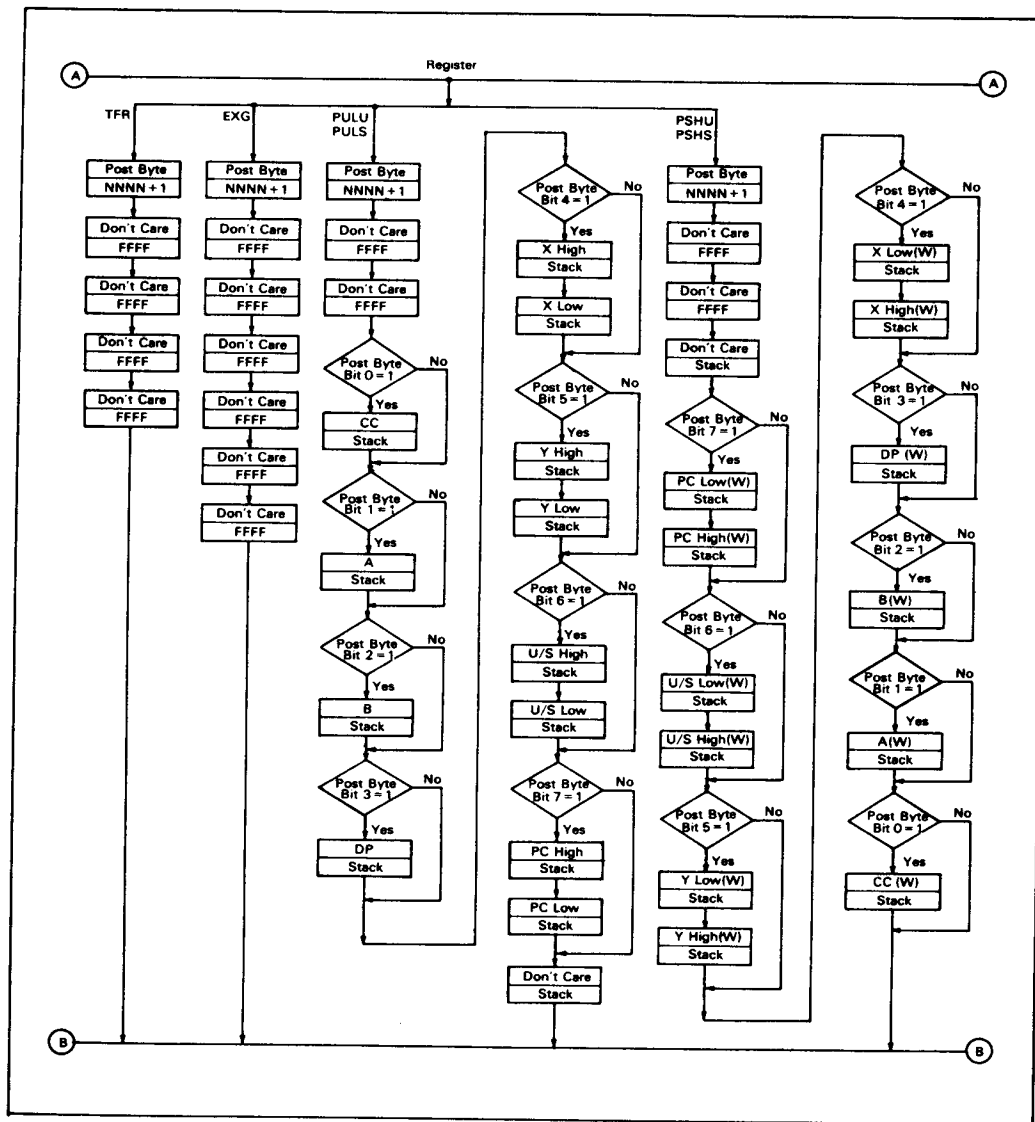 Register
A
A
TFR
Post Byte
NNNN + 1
Don't Care
FFFF
Don't Care
FFFF
Don't Care
FFFF
Don't Care
FFFF
EXG
Post Byte
NNNN + 1
Don't Care
FFFF
Don't Care
FFFF
Don't Care
FFFF
Don't Care
FFFF
Don't Care
FFFF
Don't Care
FFFF
PULU
PULS
Post Byte
NNNN + 1
Don't Care
FFFF
Don't Care
FFFF
Post Byte
Bit 0 = 1
No
Yes
CC
Stack
Post Byte
Bit 1 = 1
No
Yes
A
Stack
Post Byte
Bit 2 = 1
No
Yes
B
Stack
Post Byte
Bit 3 = 1
No
Yes
DP
Stack
Post Byte
Bit 4 = 1
No
Yes
X High
Stack
X Low
Stack
Post Byte
Bit 5 = 1
No
Yes
Y High
Stack
Y Low
Stack
Post Byte
Bit 6 = 1
No
Yes
U/S High
Stack
U/S Low
Stack
Post Byte
Bit 7 = 1
No
Yes
PC High
Stack
PC Low
Stack
Don't Care
Stack
PSHU
PSHS
Post Byte
NNNN + 1
Don't Care
FFFF
Don't Care
FFFF
Don't Care
Stack
Post Byte
Bit 7 = 1
No
Yes
PC Low(W)
Stack
PC High(W)
Stack
Post Byte
Bit 6 = 1
No
Yes
U/S Low(W)
Stack
U/S High(W)
Stack
Post Byte
Bit 5 = 1
No
Yes
Y Low(W)
Stack
Y High(W)
Stack
Post Byte
Bit 4 = 1
No
Yes
X Low(W)
Stack
X High(W)
Stack
Post Byte
Bit 3 = 1
No
Yes
DP (W)
Stack
Post Byte
Bit 2 = 1
No
Yes
B(W)
Stack
Post Byte
Bit 1 = 1
No
Yes
A(W)
Stack
Post Byte
Bit 0 = 1
No
Yes
CC (W)
Stack
B
B